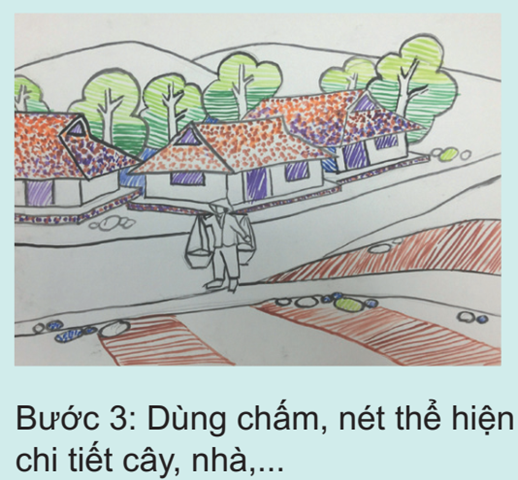 Bước 3: Dùng chấm, nét thể hiện
chi tiết cây, nhà,...